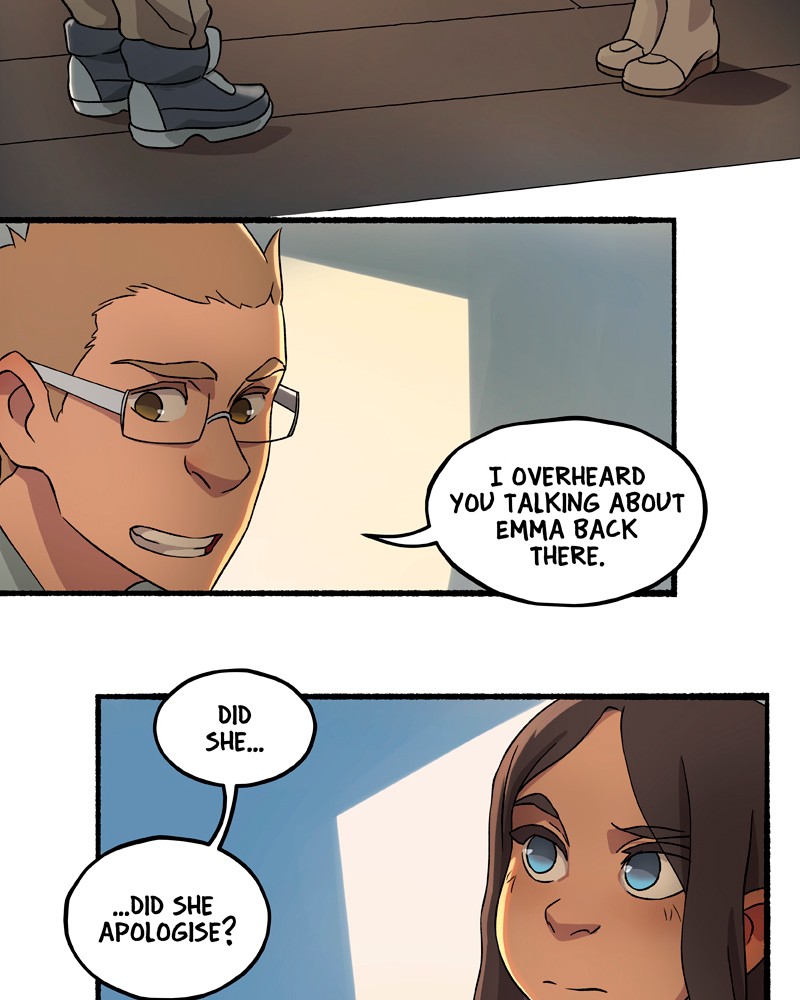 I OVERHEARD
YOU TALKING ABOUT
EMMA BACK
THERE.
DID
SHE...
...DID SHE
APOLOGISE?